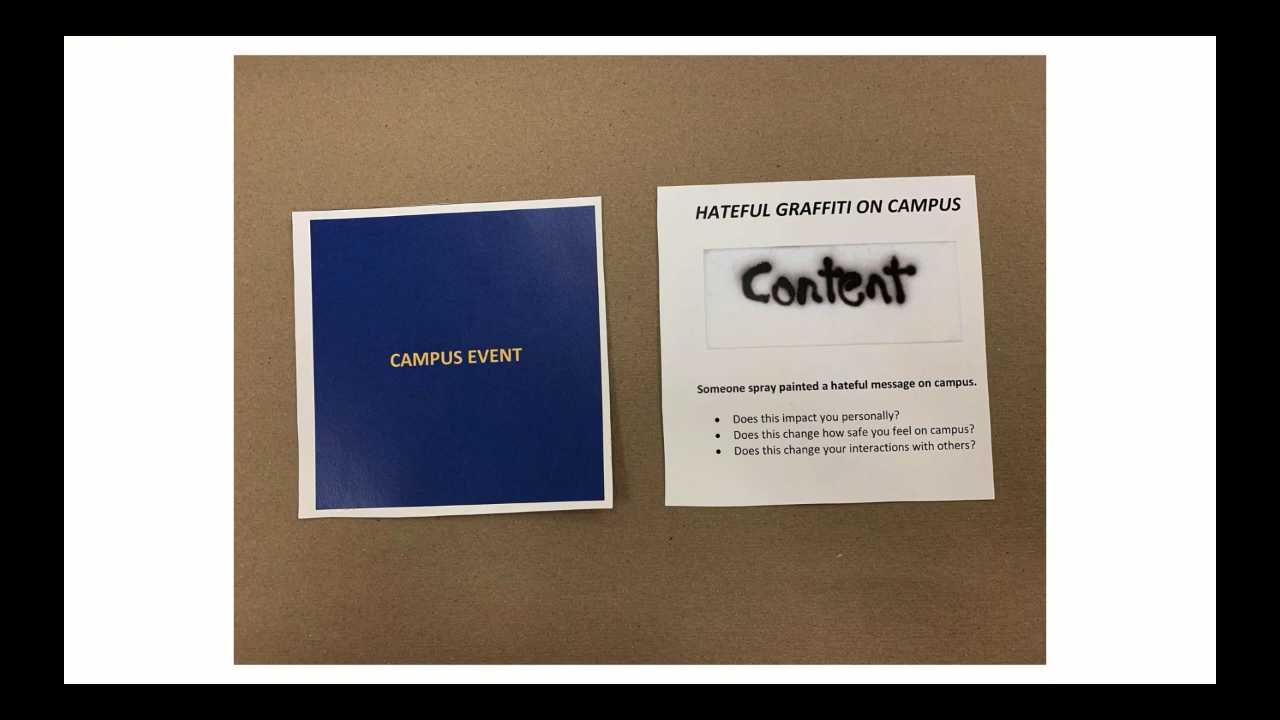 CAMPUS EVENT
HATEFUL GRAFFITI ON CAMPUS
Content
Someone spray painted a hateful message on campus.
• Does this impact you personally?
• Does this change how safe you feel on campus?
• Does this change your interactions with others?